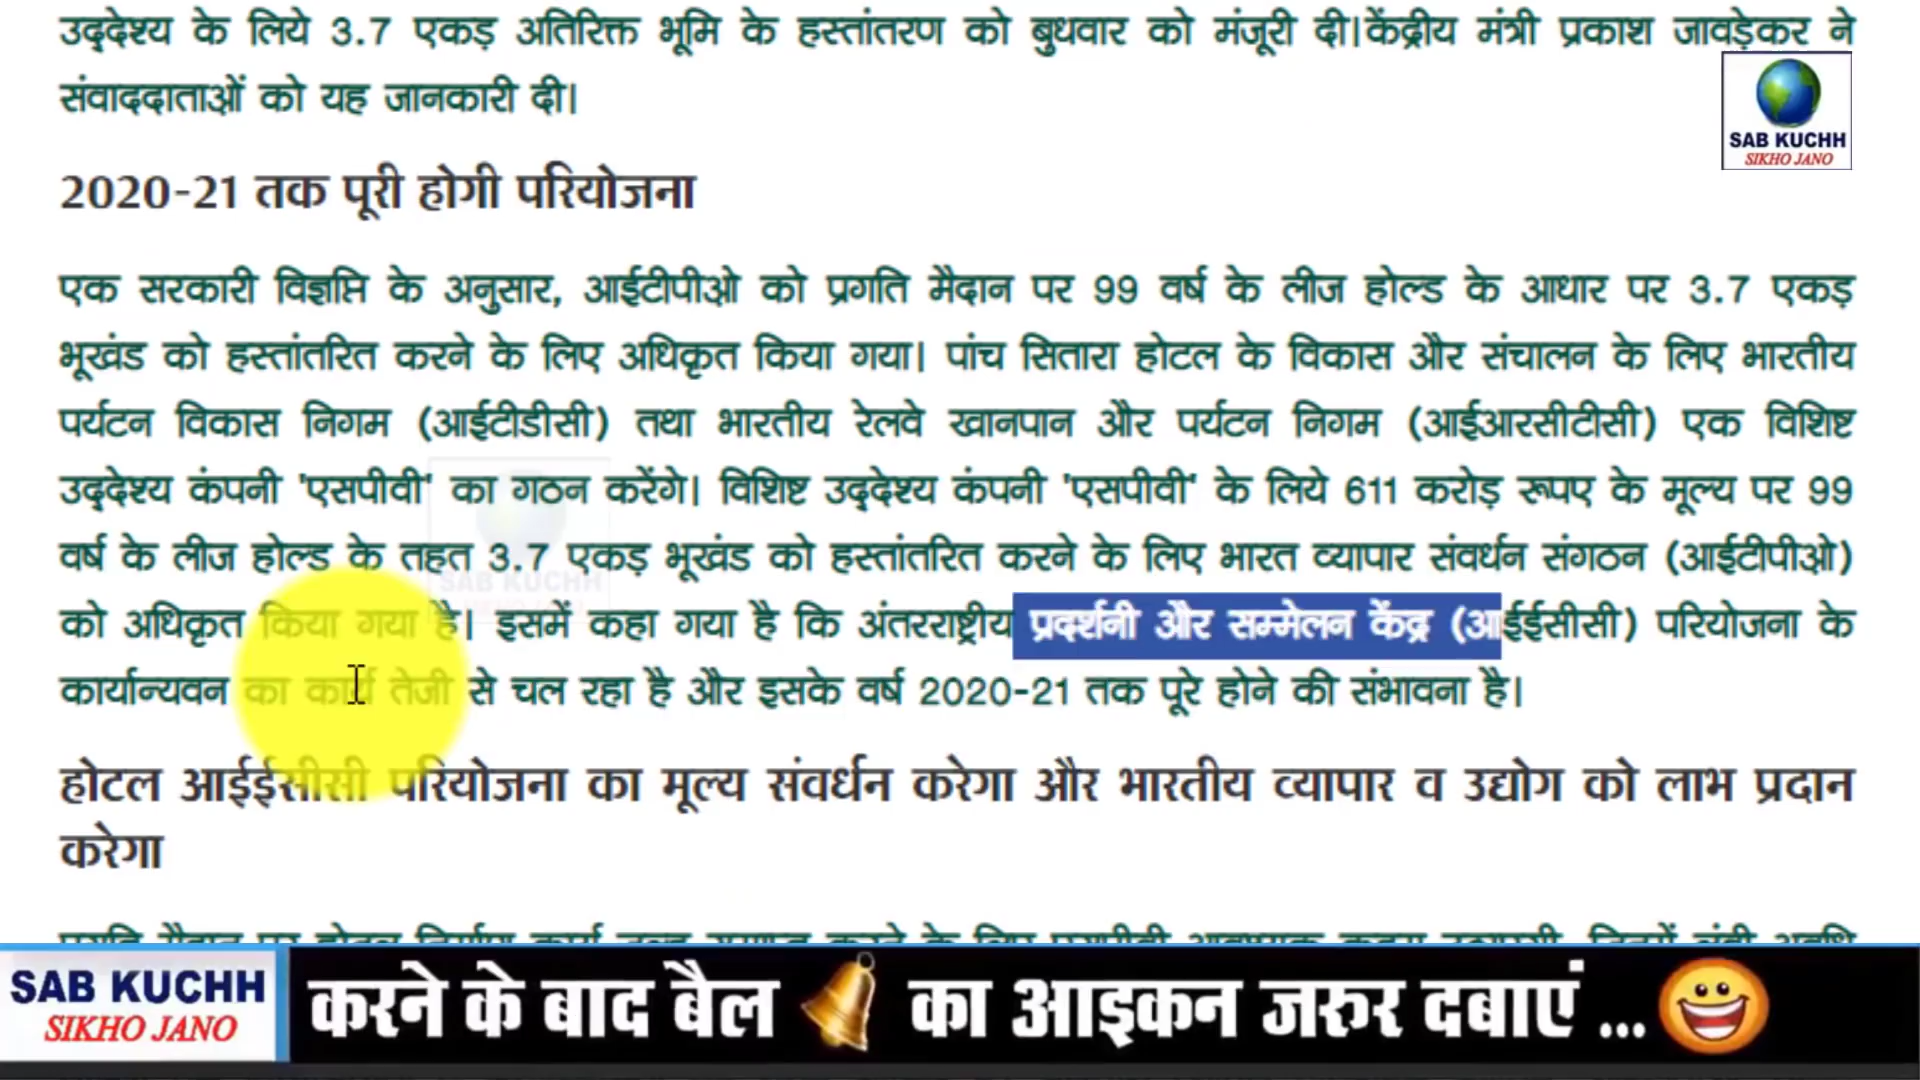 उद्देश्य के लिये 3.7 एकड़ अतिरिक्त भूमि के हस्तांतरण को बुधवार को मंजूरी दी।केंद्रीय मंत्री प्रकाश जावड़ेकर ने
संवाददाताओं को यह जानकारी दी।
SAB KUCHH
SIKHO JANO
2020-21 तक पूरी होगी परियोजना
एक सरकारी विज्ञप्ति के अनुसार, आईटीपीओ को प्रगति मैदान पर 99 वर्ष के लीज होल्ड के आधार पर 3.7 एकड़
भूखंड को हस्तांतरित करने के लिए अधिकृत किया गया। पांच सितारा होटल के विकास और संचालन के लिए भारतीय
पर्यटन विकास निगम (आईटीडीसी) तथा भारतीय रेलवे खानपान और पर्यटन निगम (आईआरसीटीसी) एक विशिष्ट
उद्देश्य कंपनी 'एसपीवी' का गठन करेंगे। विशिष्ट उद्देश्य कंपनी 'एसपीवी' के लिये 611 करोड़ रूपए के मूल्य पर 99
वर्ष के लीज होल्ड के तहत 3.7 एकड़ भूखंड को हस्तांतरित करने के लिए भारत व्यापार संवर्धन संगठन (आईटीपीओ)
SAB KUCHH
को अधिकृत किया गया है। इसमें कहा गया है कि अंतरराष्ट्रीय प्रदर्शनी और सम्मेलन केंद्र (आईईसीसी) परियोजना के
कार्यान्यवन का कार्य तेजी से चल रहा है और इसके वर्ष 2020-21 तक पूरे होने की संभावना है।
होटल आईईसीसी परियोजना का मूल्य संवर्धन करेगा और भारतीय व्यापार व उद्योग को लाभ प्रदान
करेगा
SAB KUCHH
SIKHO JANO
करने के बाद बैल का आइकन जरुर दबाएं ...